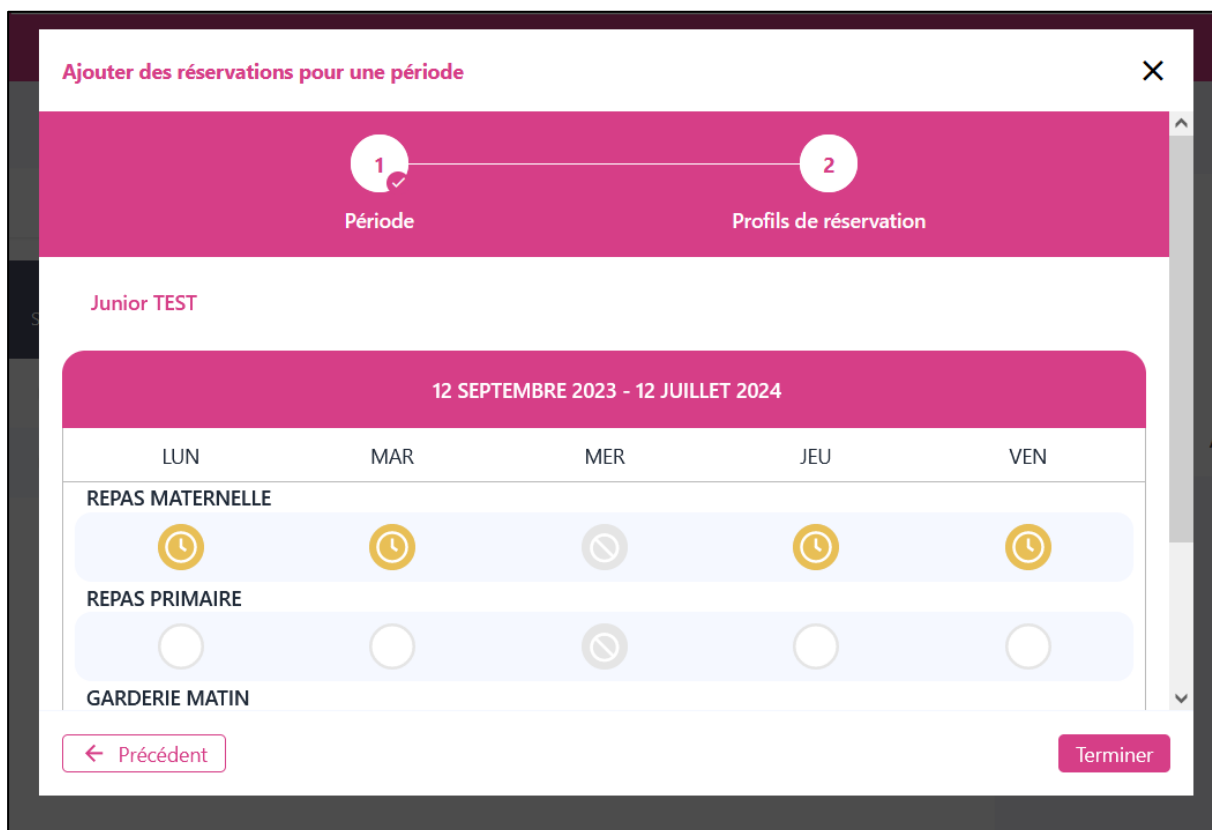 Ajouter des réservations pour une période
1
2
Période
Profils de réservation
Junior TEST
12 SEPTEMBRE 2023 - 12 JUILLET 2024
LUN MAR MER JEU VEN
REPAS MATERNELLE
REPAS PRIMAIRE
GARDERIE MATIN
Précédent
Terminer